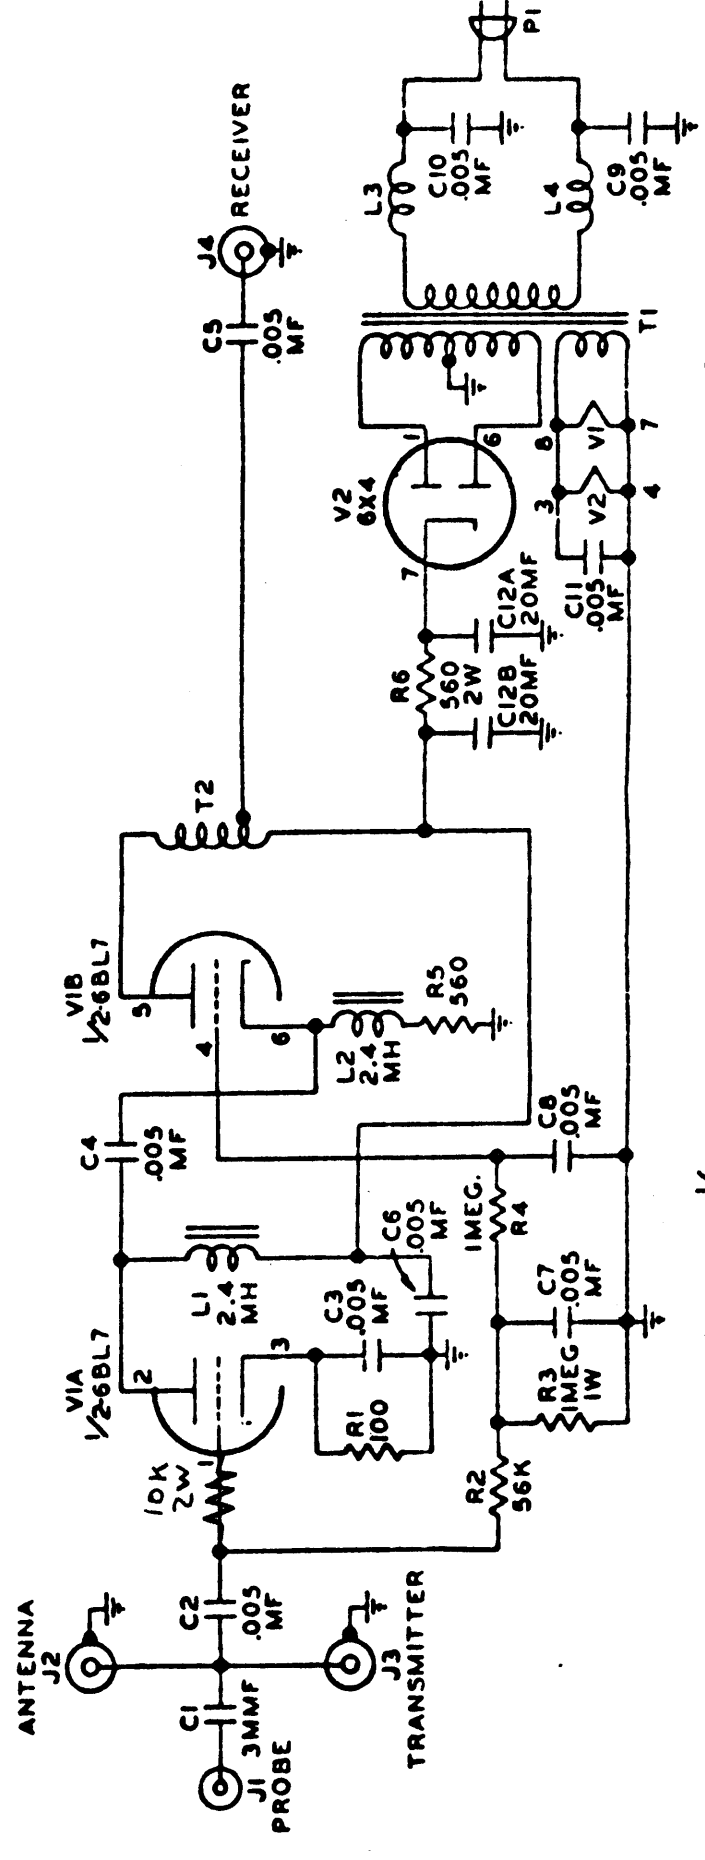 ANTENNA
J2
J1
PROBE
C1
3MMF
J3
TRANSMITTER
C2
.005
MF
10K
2W
1
V1A
1/2-6BL7
2
3
R1
100
R2
56K
R3
1MEG
1W
C3
.005
MF
C6
.005
MF
C7
.005
MF
L1
2.4
MH
1MEG.
R4
C4
.005
MF
C8
.005
MF
V1B
1/2-6BL7
5
4
6
L2
2.4
MH
R5
560
T2
C5
.005
MF
J4
RECEIVER
R6
560
2W
C12B
20MF
C12A
20MF
7
V2
6X4
1
6
C11
.005
MF
3
V2
4
8
V1
7
T1
L3
L4
C10
.005
MF
C9
.005
MF
P1